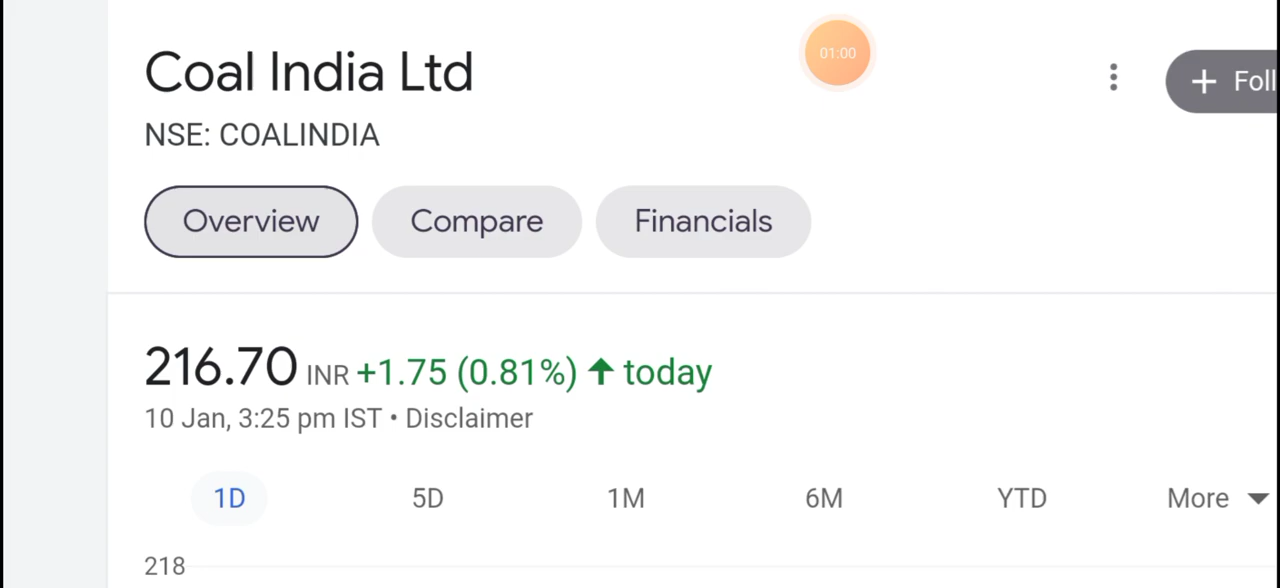 Coal India Ltd
01:00
+ Foll
NSE: COALINDIA
Overview Compare Financials
216.70 INR +1.75 (0.81%) ↑ today
10 Jan, 3:25 pm IST • Disclaimer
1D 5D 1M 6M YTD More
218